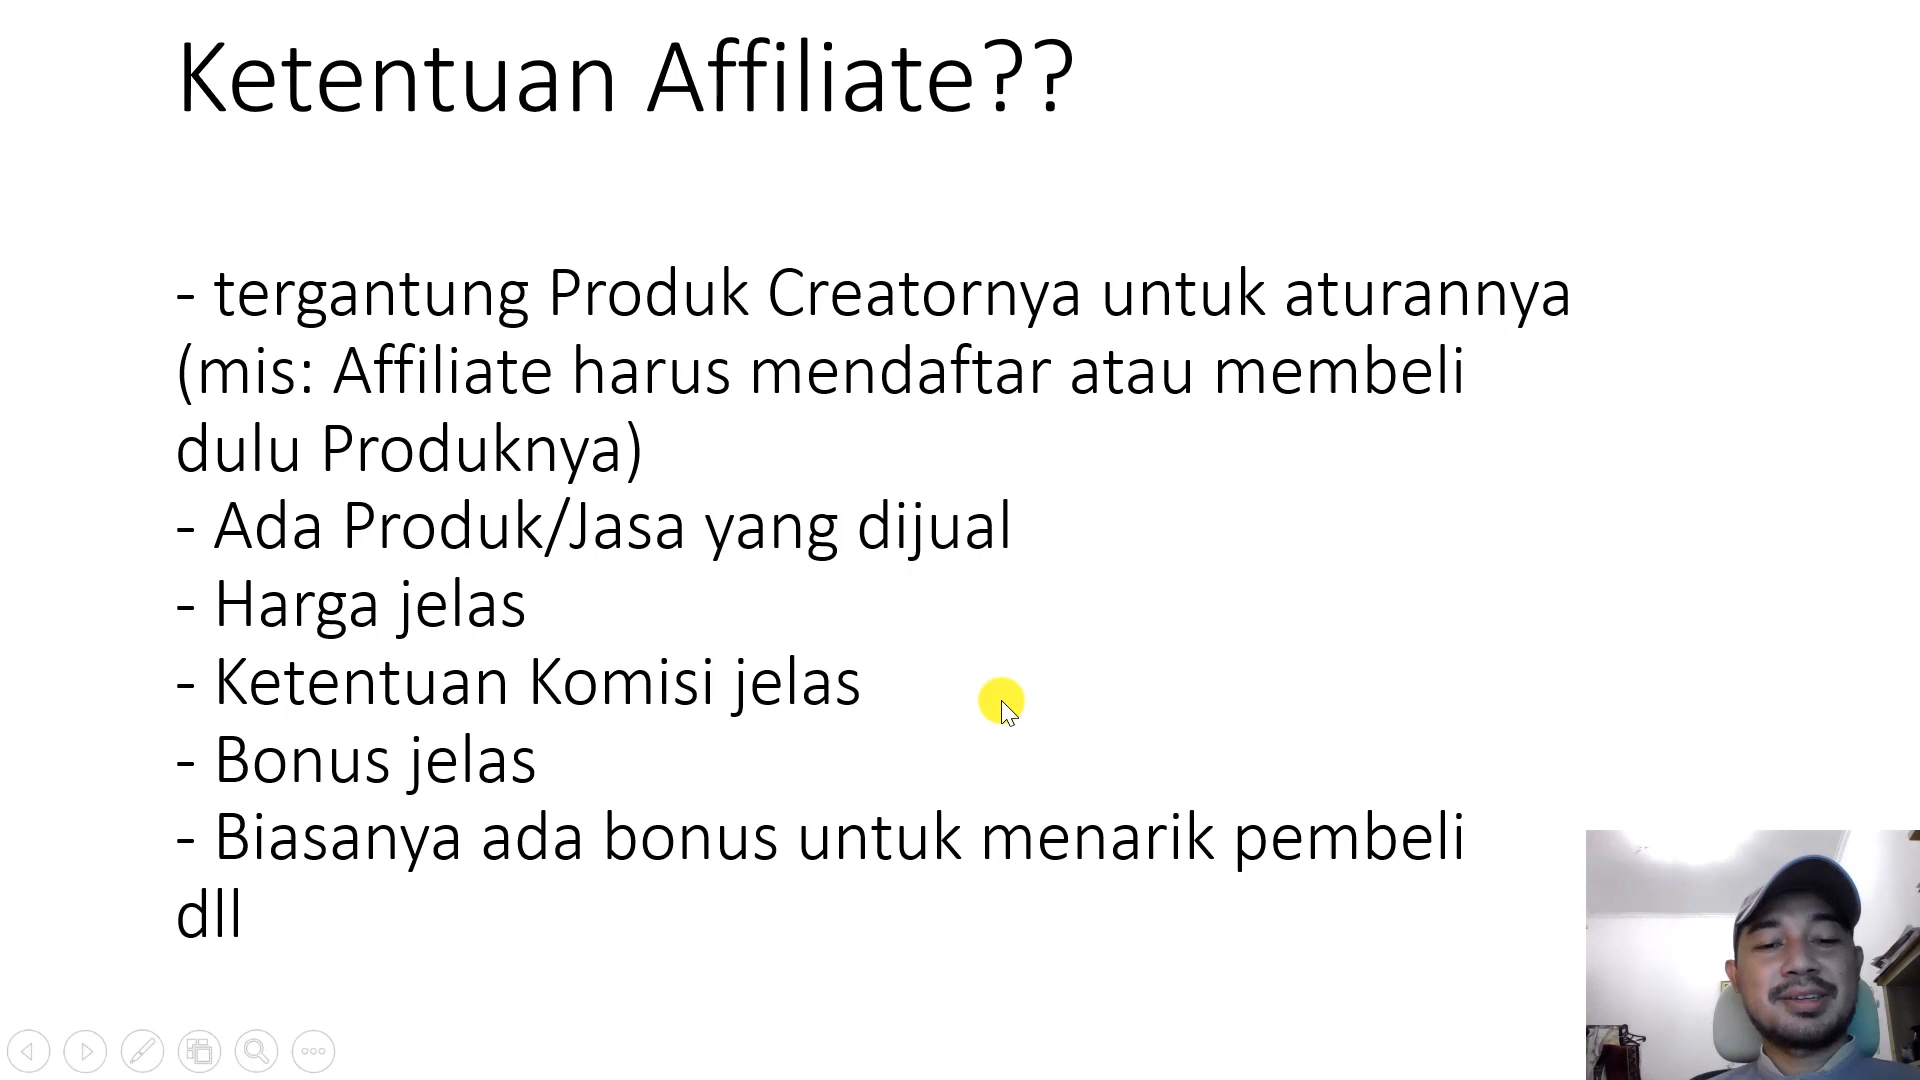 Ketentuan Affiliate??
- tergantung Produk Creatornya untuk aturannya
(mis: Affiliate harus mendaftar atau membeli
dulu Produknya)
- Ada Produk/Jasa yang dijual
- Harga jelas
- Ketentuan Komisi jelas
- Bonus jelas
- Biasanya ada bonus untuk menarik pembeli
dll